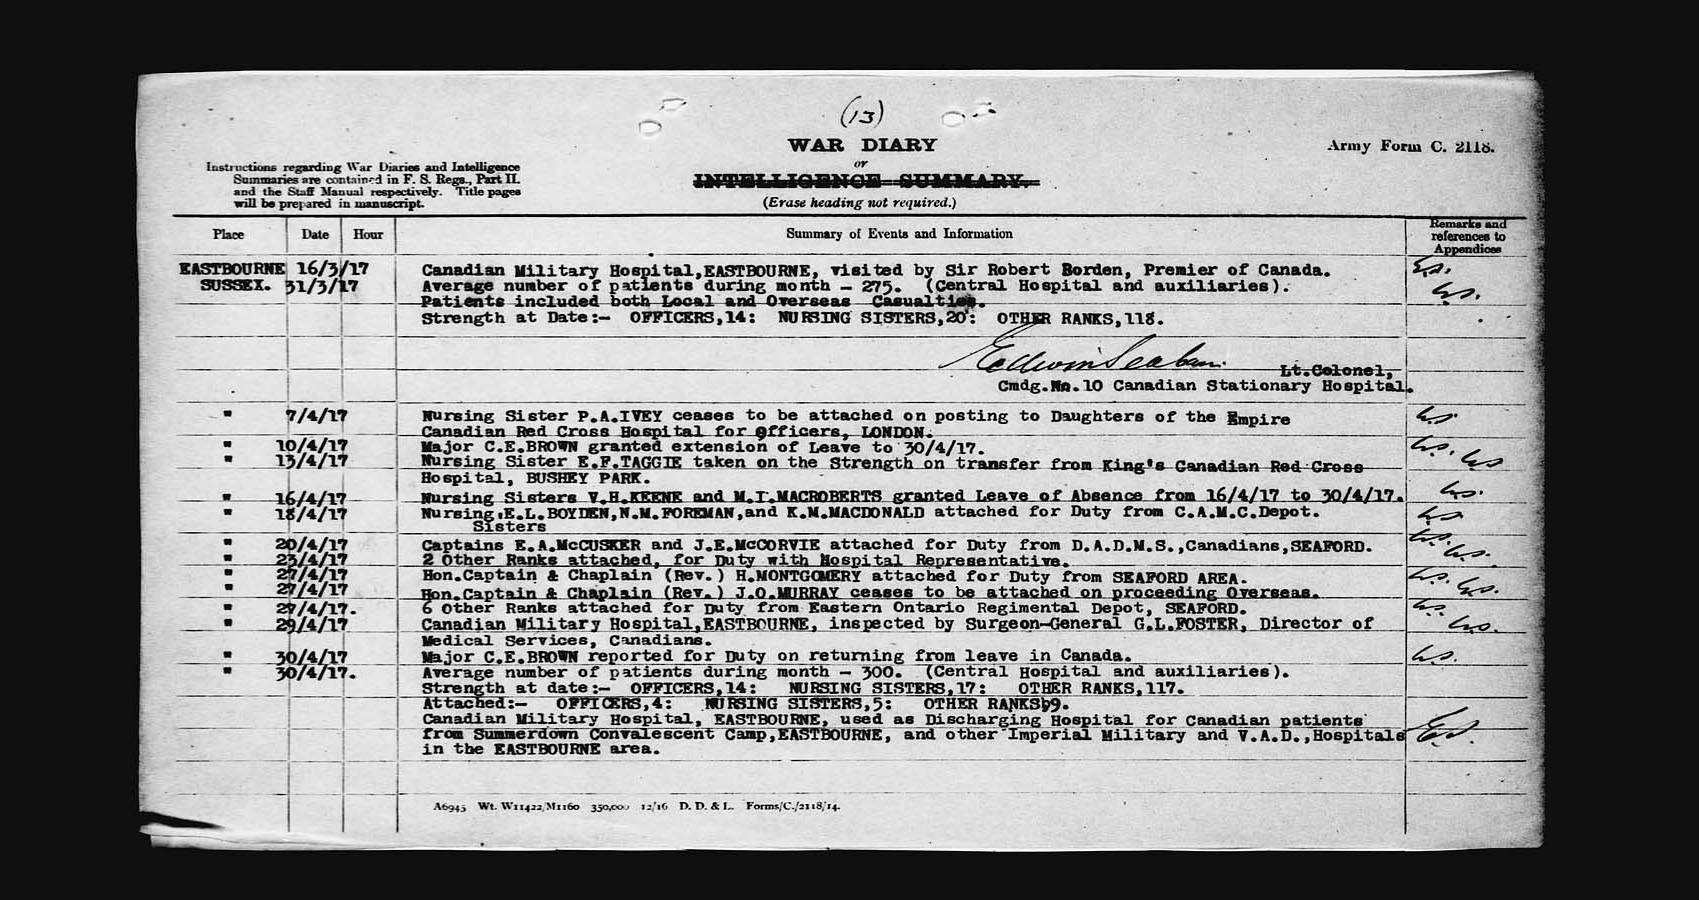 (13)
WAR DIARY
or
INTELLIGENCE SUMMARY.
(Erase heading not required.)
Army Form C. 2118.
Instructions regarding War Diaries and Intelligence
Summaries are contained in F. S. Regs., Part II.
and the Staff Manual respectively. Title pages
will be prepared in manuscript.
Place Date Hour Summary of Events and Information Remarks and references to Appendices
EASTBOURNE 16/3/17 Canadian Military Hospital,EASTBOURNE, visited by Sir Robert Borden, Premier of Canada.
SUSSEX. 31/3/17 Average number of patients during month - 275. (Central Hospital and auxiliaries).
Patients included both Local and Overseas Casualties.
Strength at Date:- OFFICERS,14: NURSING SISTERS,20: OTHER RANKS,118.
Edwin Seaborn
Lt.Colonel,
Cmdg.No.10 Canadian Stationary Hospital.
" 7/4/17 Nursing Sister P.A.IVEY ceases to be attached on posting to Daughters of the Empire
Canadian Red Cross Hospital for Officers, LONDON.
" 10/4/17 Major C.E.BROWN granted extension of Leave to 30/4/17.
" 13/4/17 Nursing Sister E.F.TAGGIE taken on the Strength on transfer from King's Canadian Red Cross
Hospital, BUSHEY PARK.
" 16/4/17 Nursing Sisters V.H.KEENE and M.I.MACROBERTS granted Leave of Absence from 16/4/17 to 30/4/17.
" 18/4/17 Nursing E.L.BOYDEN,N.M.FOREMAN,and K.M.MACDONALD attached for Duty from C.A.M.C.Depot.
Sisters
" 20/4/17 Captains E.A.McCUSKER and J.E.McCORVIE attached for Duty from D.A.D.M.S.,Canadians,SEAFORD.
" 23/4/17 2 Other Ranks attached, for Duty with Hospital Representative.
" 27/4/17 Hon.Captain & Chaplain (Rev.) H.MONTGOMERY attached for Duty from SEAFORD AREA.
" 27/4/17 Hon.Captain & Chaplain (Rev.) J.O.MURRAY ceases to be attached on proceeding Overseas.
" 29/4/17. 6 Other Ranks attached for Duty from Eastern Ontario Regimental Depot, SEAFORD.
" 29/4/17 Canadian Military Hospital,EASTBOURNE, inspected by Surgeon-General G.L.FOSTER, Director of
Medical Services, Canadians.
" 30/4/17 Major C.E.BROWN reported for Duty on returning from leave in Canada.
" 30/4/17. Average number of patients during month - 300. (Central Hospital and auxiliaries).
Strength at date:- OFFICERS,14: NURSING SISTERS,17: OTHER RANKS,117.
Attached:- OFFICERS,4: NURSING SISTERS,5: OTHER RANKS
Canadian Military Hospital, EASTBOURNE, used as Discharging Hospital for Canadian patients
from Summerdown Convalescent Camp,EASTBOURNE, and other Imperial Military and V.A.D.,Hospitals
in the EASTBOURNE area.
A6945 Wt. W11422/M1160 350,000 12/16 D. D. & L. Forms/C./2118/14.